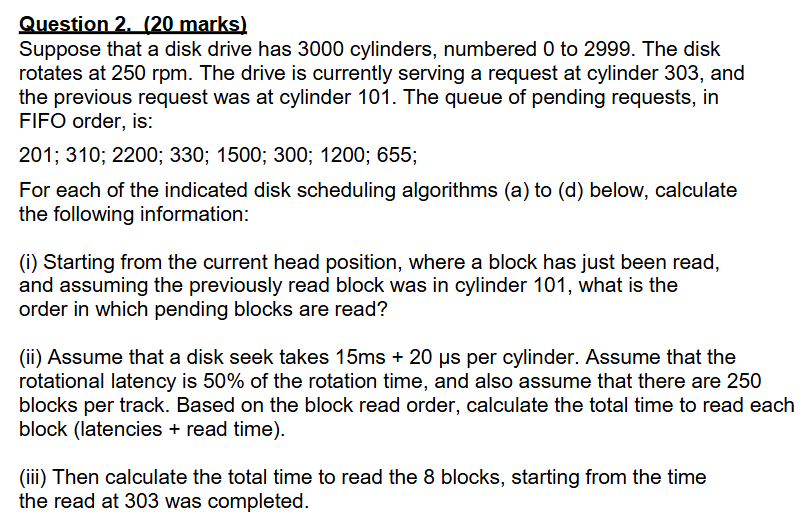 Question 2. (20 marks)
Suppose that a disk drive has 3000 cylinders, numbered 0 to 2999. The disk
rotates at 250 rpm. The drive is currently serving a request at cylinder 303, and
the previous request was at cylinder 101. The queue of pending requests, in
FIFO order, is:
201; 310; 2200; 330; 1500; 300; 1200; 655;
For each of the indicated disk scheduling algorithms (a) to (d) below, calculate
the following information:
(i) Starting from the current head position, where a block has just been read,
and assuming the previously read block was in cylinder 101, what is the
order in which pending blocks are read?
(ii) Assume that a disk seek takes 15ms + 20 µs per cylinder. Assume that the
rotational latency is 50% of the rotation time, and also assume that there are 250
blocks per track. Based on the block read order, calculate the total time to read each
block (latencies + read time).
(iii) Then calculate the total time to read the 8 blocks, starting from the time
the read at 303 was completed.